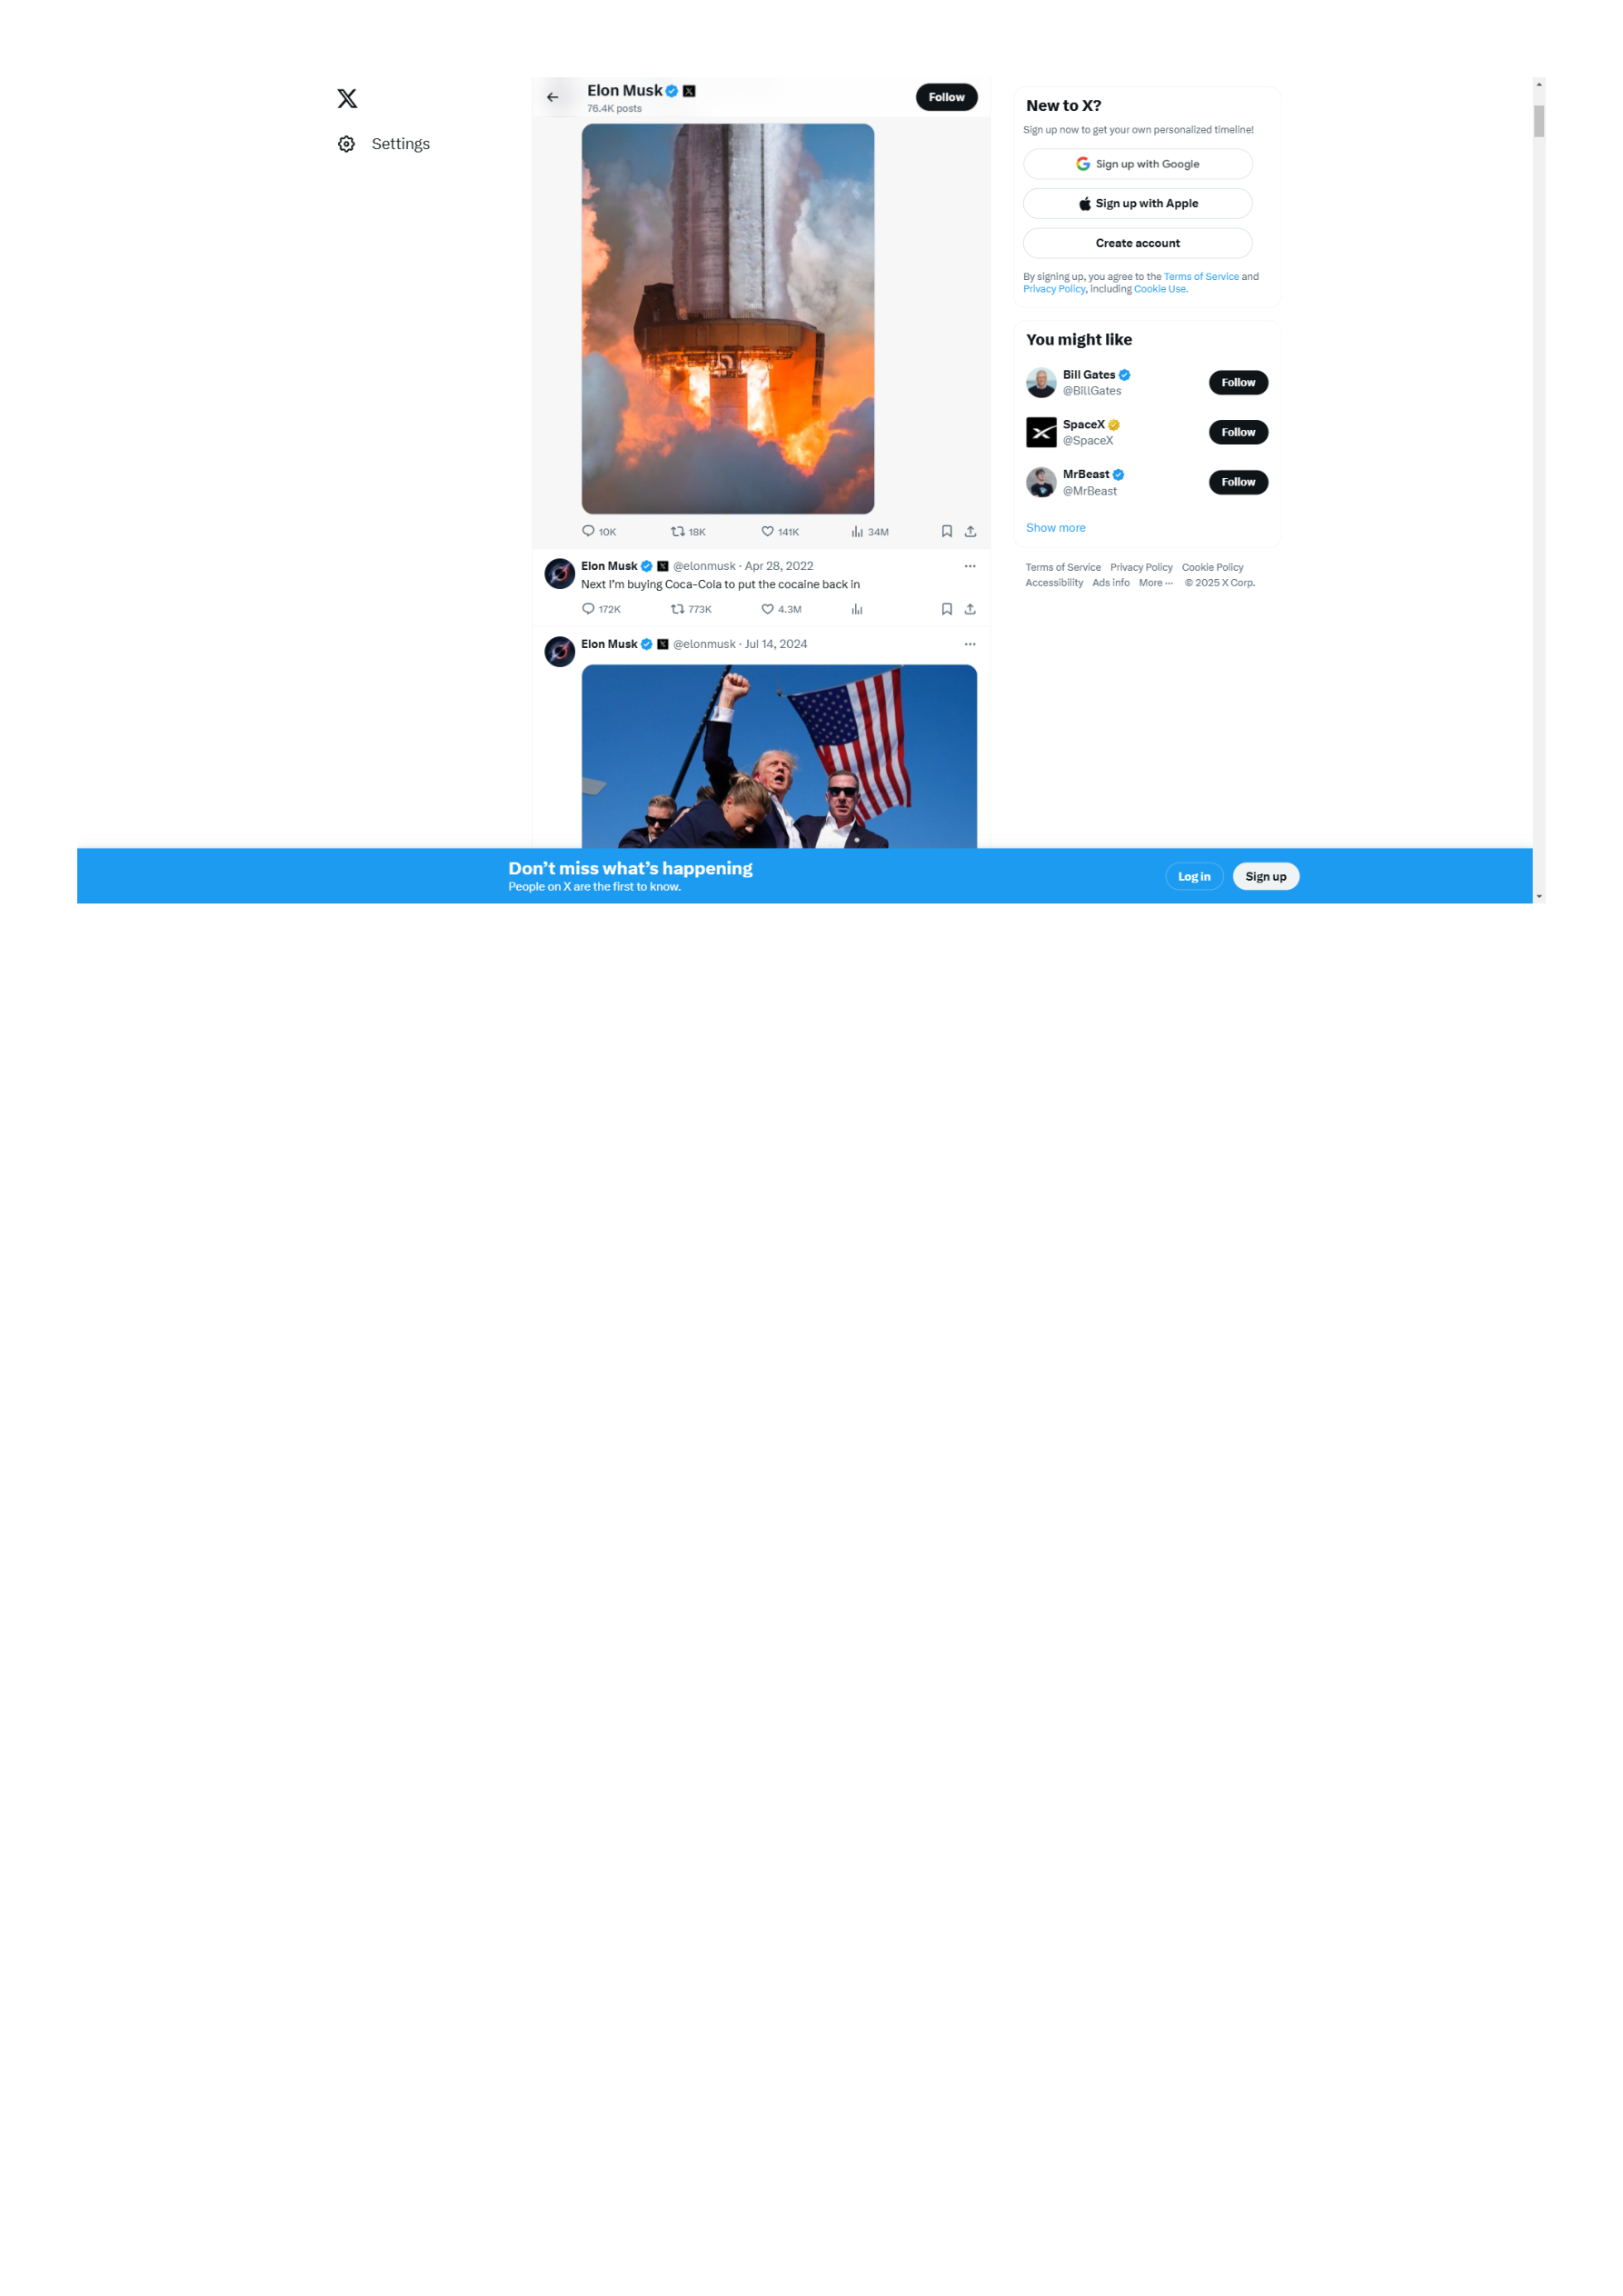 Settings
Elon Musk
76.4K posts
Follow
10K 18K 141K 34M
Elon Musk @elonmusk · Apr 28, 2022
Next I'm buying Coca-Cola to put the cocaine back in
172K 773K 4.3M
Elon Musk @elonmusk · Jul 14, 2024
New to X?
Sign up now to get your own personalized timeline!
Sign up with Google
Sign up with Apple
Create account
By signing up, you agree to the Terms of Service and
Privacy Policy, including Cookie Use.
You might like
Bill Gates
@BillGates
Follow
SpaceX
@SpaceX
Follow
MrBeast
@MrBeast
Follow
Show more
Terms of Service Privacy Policy Cookie Policy
Accessibility Ads info More ··· © 2025 X Corp.
Don't miss what's happening
People on X are the first to know.
Log in
Sign up